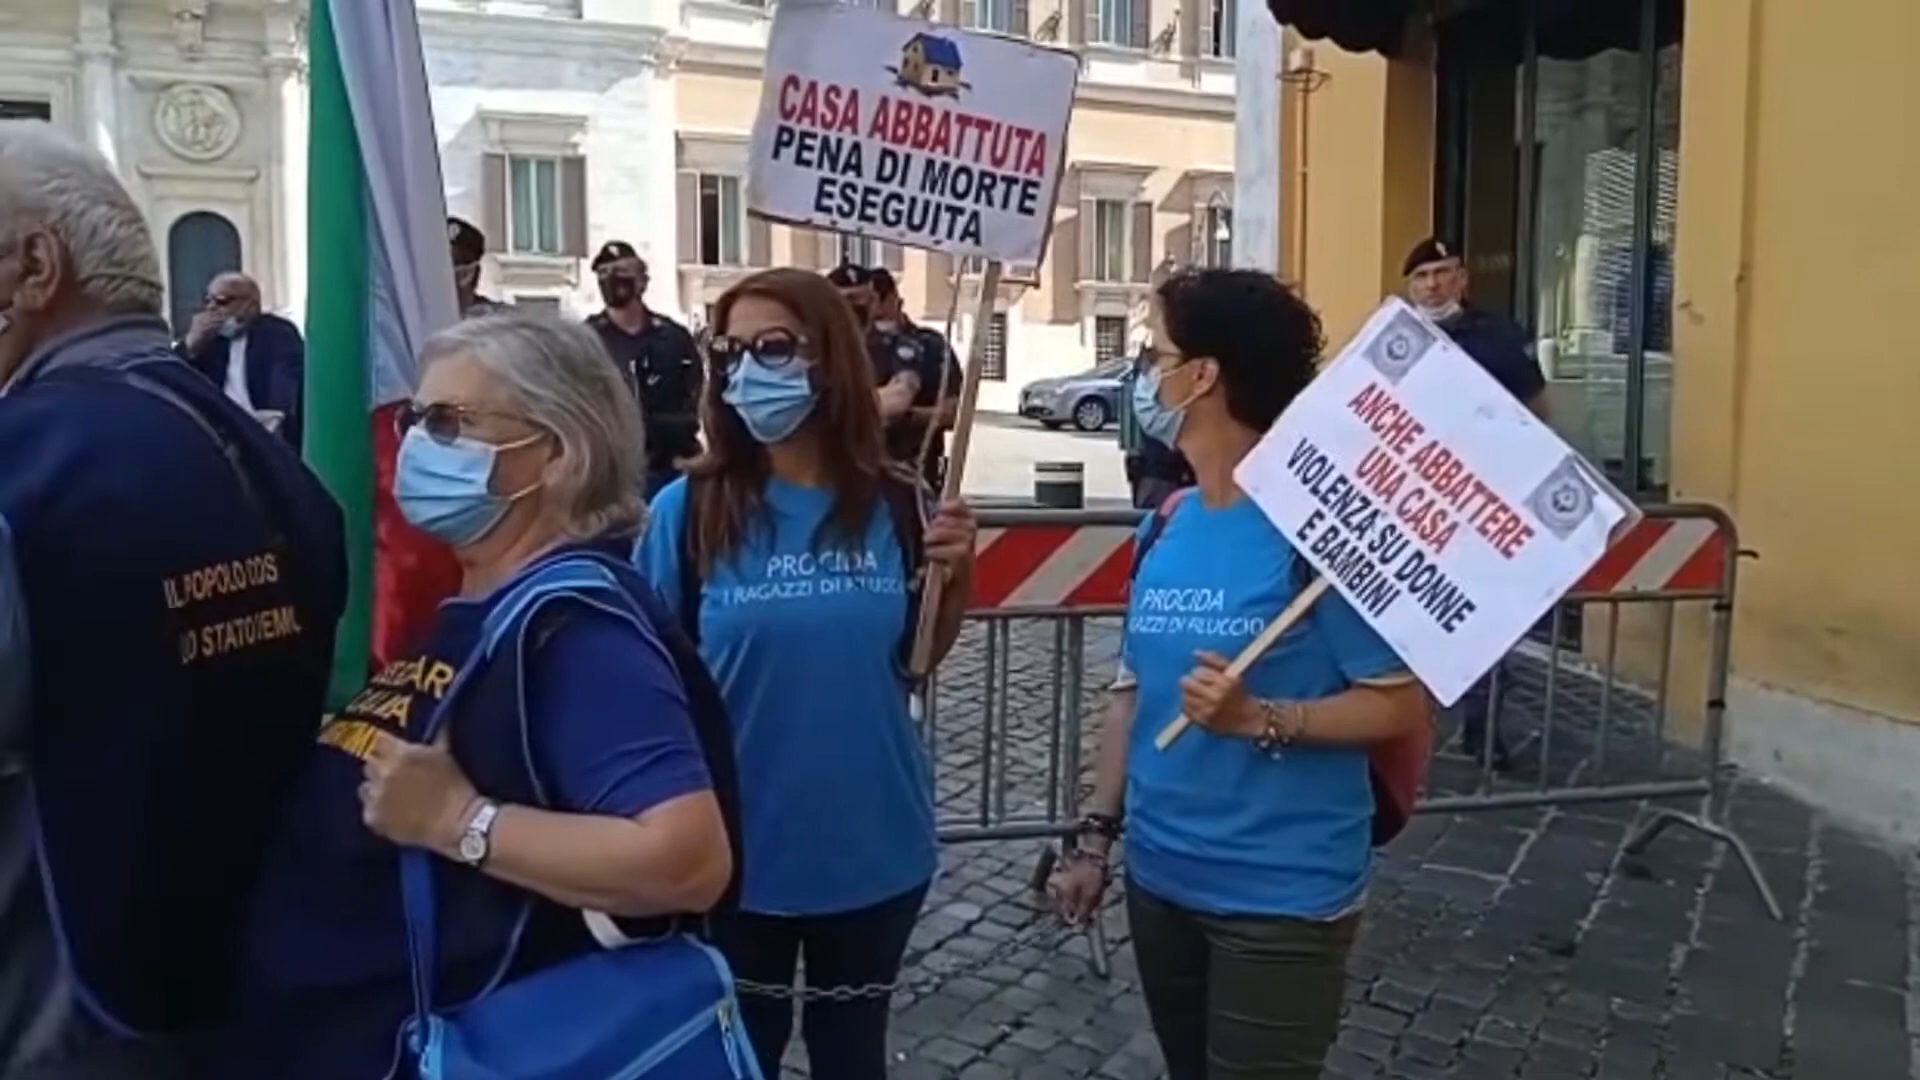 CASA ABBATTUTA
PENA DI MORTE
ESEGUITA
ANCHE ABBATTERE
UNA CASA
VIOLENZA SU DONNE
E BAMBINI
PROCIDA
I RAGAZZI DI
PROCIDA
IL POPOLO
LO STATO